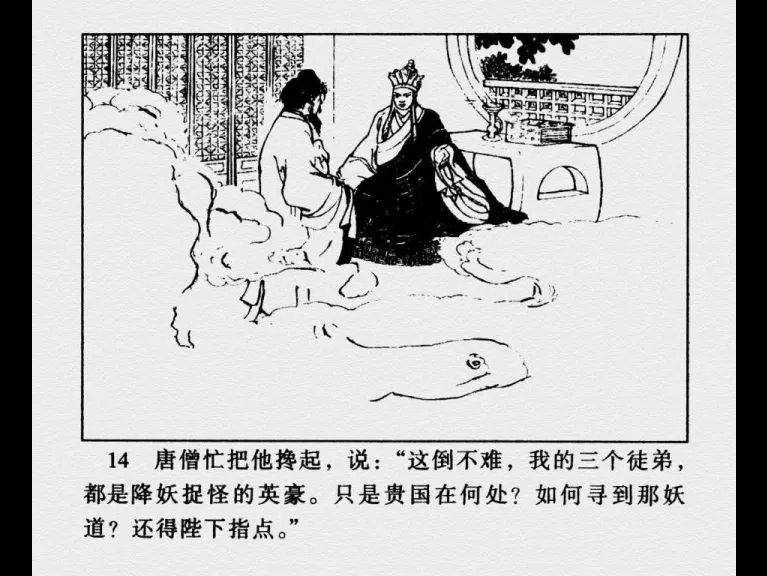 14 唐僧忙把他搀起，说：“这倒不难，我的三个徒弟，
都是降妖捉怪的英豪。只是贵国在何处？如何寻到那妖
道？还得陛下指点。”